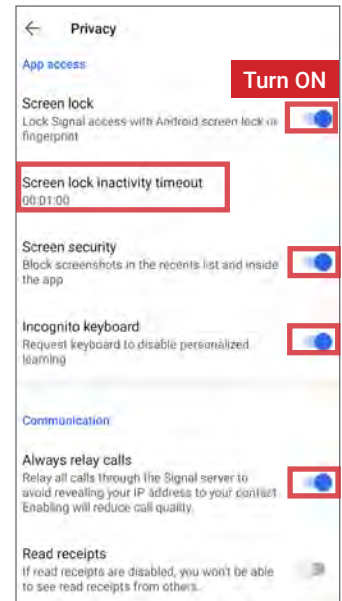 Privacy
App access
Turn ON
Screen lock
Lock Signal access with Android screen lock or
fingerprint
Screen lock inactivity timeout
00:01:00
Screen security
Block screenshots in the recents list and inside
the app
Incognito keyboard
Request keyboard to disable personalized
learning
Communication
Always relay calls
Relay all calls through the Signal server to
avoid revealing your IP address to your contact.
Enabling will reduce call quality.
Read receipts
If read receipts are disabled, you won't be able
to see read receipts from others.